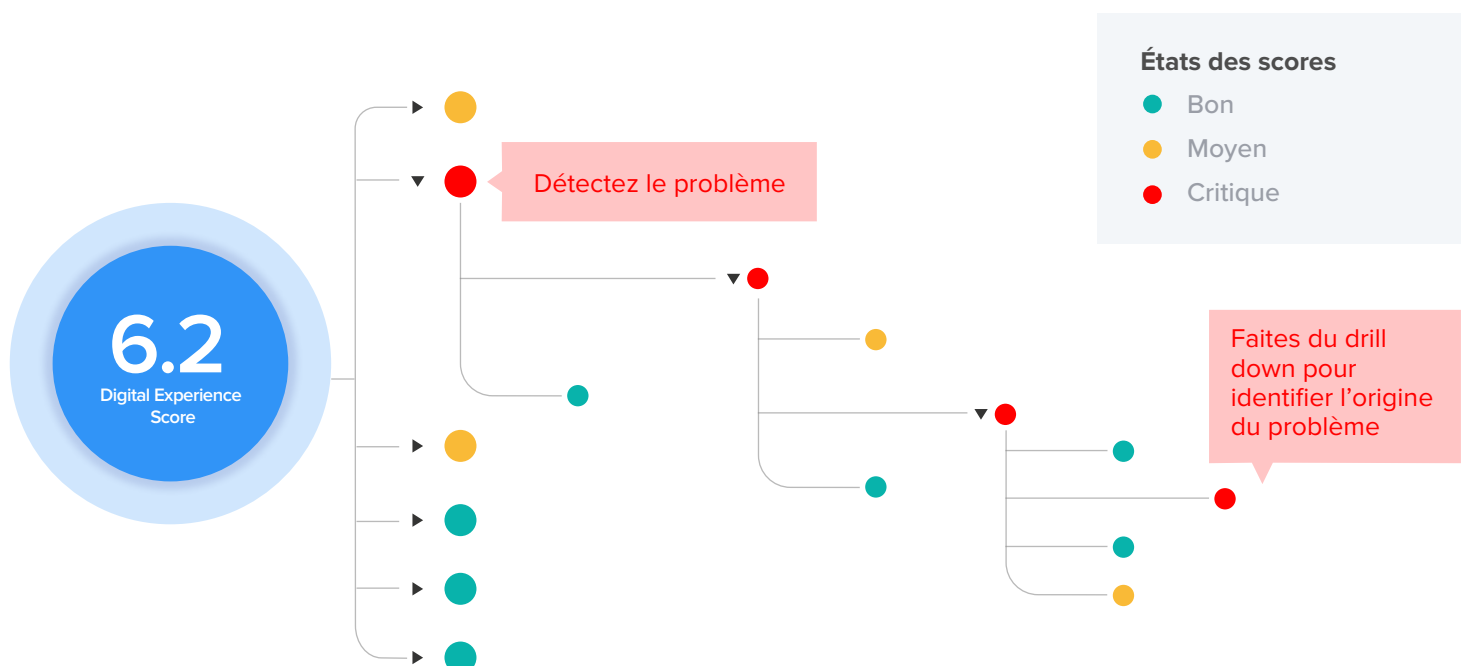 États des scores
Bon
Moyen
Critique
Détectez le problème
6.2
Digital Experience
Score
Faites du drill
down pour
identifier l’origine
du problème